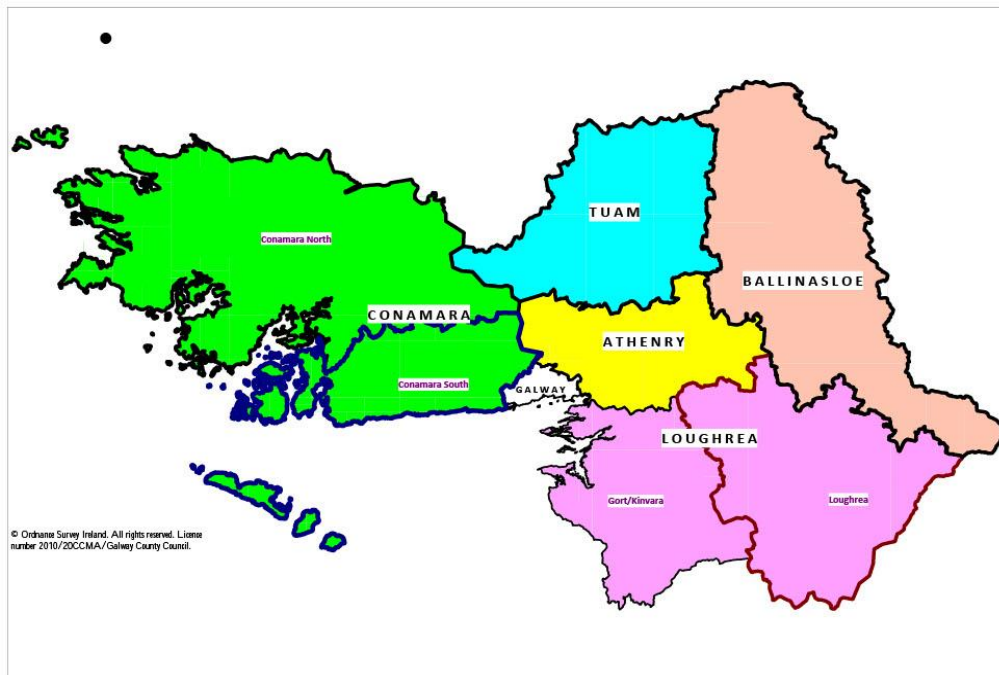 TUAM
Conamara North
BALLINASLOE
CONAMARA
ATHENRY
Conamara South
GALWAY
LOUGHREA
Gort/Kinvara
Loughrea
© Ordnance Survey Ireland. All rights reserved. License
number 2010/20CCMA/Galway County Council.